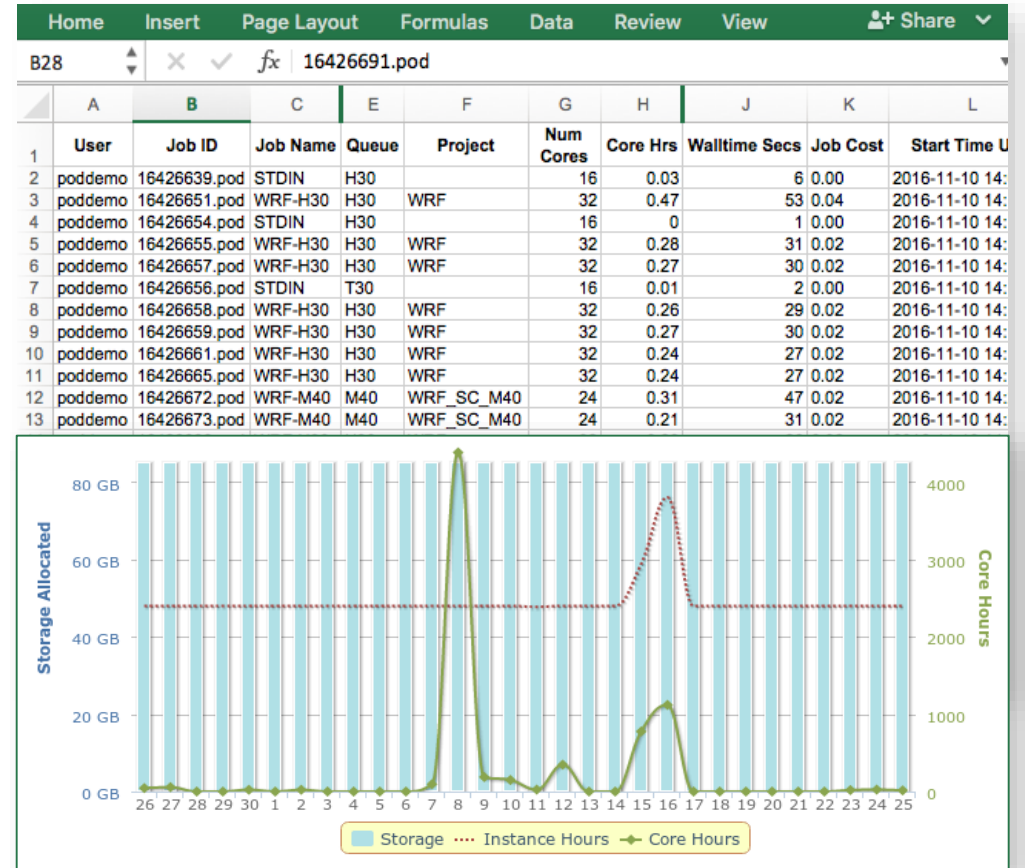 Home Insert Page Layout Formulas Data Review View Share
B28 fx 16426691.pod
A B C E F G H J K L
1 User Job ID Job Name Queue Project Num Cores Core Hrs Walltime Secs Job Cost Start Time U
2 poddemo 16426639.pod STDIN H30 16 0.03 6 0.00 2016-11-10 14:
3 poddemo 16426651.pod WRF-H30 H30 WRF 32 0.47 53 0.04 2016-11-10 14:
4 poddemo 16426654.pod STDIN H30 16 0 1 0.00 2016-11-10 14:
5 poddemo 16426655.pod WRF-H30 H30 WRF 32 0.28 31 0.02 2016-11-10 14:
6 poddemo 16426657.pod WRF-H30 H30 WRF 32 0.27 30 0.02 2016-11-10 14:
7 poddemo 16426656.pod STDIN T30 16 0.01 2 0.00 2016-11-10 14:
8 poddemo 16426658.pod WRF-H30 H30 WRF 32 0.26 29 0.02 2016-11-10 14:
9 poddemo 16426659.pod WRF-H30 H30 WRF 32 0.27 30 0.02 2016-11-10 14:
10 poddemo 16426661.pod WRF-H30 H30 WRF 32 0.24 27 0.02 2016-11-10 14:
11 poddemo 16426665.pod WRF-H30 H30 WRF 32 0.24 27 0.02 2016-11-10 14:
12 poddemo 16426672.pod WRF-M40 M40 WRF_SC_M40 24 0.31 47 0.02 2016-11-10 14:
13 poddemo 16426673.pod WRF-M40 M40 WRF_SC_M40 24 0.21 31 0.02 2016-11-10 14:
Storage Allocated
80 GB 4000
60 GB 3000
40 GB 2000
20 GB 1000
0 GB 0
Core Hours
26 27 28 29 30 1 2 3 4 5 6 7 8 9 10 11 12 13 14 15 16 17 18 19 20 21 22 23 24 25
Storage Instance Hours Core Hours